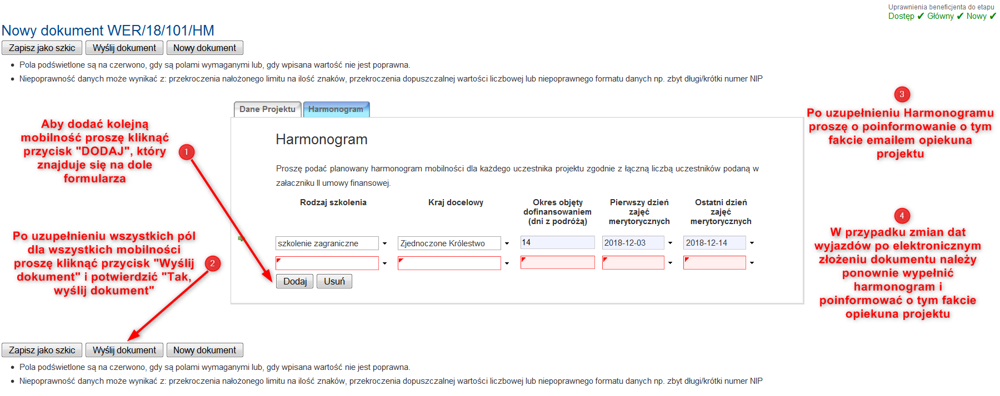 Uprawnienia beneficjenta do etapu
Dostęp ✔ Główny ✔ Nowy ✔
Nowy dokument WER/18/101/HM
Zapisz jako szkic Wyślij dokument Nowy dokument
• Pola podświetlone są na czerwono, gdy są polami wymaganymi lub, gdy wpisana wartość nie jest poprawna.
• Niepoprawność danych może wynikać z: przekroczenia nałożonego limitu na ilość znaków, przekroczenia dopuszczalnej wartości liczbowej lub niepoprawnego formatu danych np. zbyt długi/krótki numer NIP
1
Aby dodać kolejną
mobilność proszę kliknąć
przycisk "DODAJ", który
znajduje się na dole
formularza
2
Po uzupełnieniu wszystkich pól
dla wszystkich mobilności
proszę kliknąć przycisk "Wyślij
dokument" i potwierdzić "Tak,
wyślij dokument"
Dane Projektu Harmonogram
Harmonogram
Proszę podać planowany harmonogram mobilności dla każdego uczestnika projektu zgodnie z łączną liczbą uczestników podaną w
załaczniku II umowy finansowej.
Rodzaj szkolenia
Kraj docelowy
Okres objęty
dofinansowaniem
(dni z podróżą)
Pierwszy dzień
zajęć
merytorycznych
Ostatni dzień
zajęć
merytorycznych
szkolenie zagraniczne Zjednoczone Królestwo 14 2018-12-03 2018-12-14
Dodaj Usuń
3
Po uzupełnieniu Harmonogramu
proszę o poinformowanie o tym
fakcie emailem opiekuna
projektu
4
W przypadku zmian dat
wyjazdów po elektronicznym
złożeniu dokumentu należy
ponownie wypełnić
harmonogram i
poinformować o tym fakcie
opiekuna projektu
Zapisz jako szkic Wyślij dokument Nowy dokument
• Pola podświetlone są na czerwono, gdy są polami wymaganymi lub, gdy wpisana wartość nie jest poprawna.
• Niepoprawność danych może wynikać z: przekroczenia nałożonego limitu na ilość znaków, przekroczenia dopuszczalnej wartości liczbowej lub niepoprawnego formatu danych np. zbyt długi/krótki numer NIP